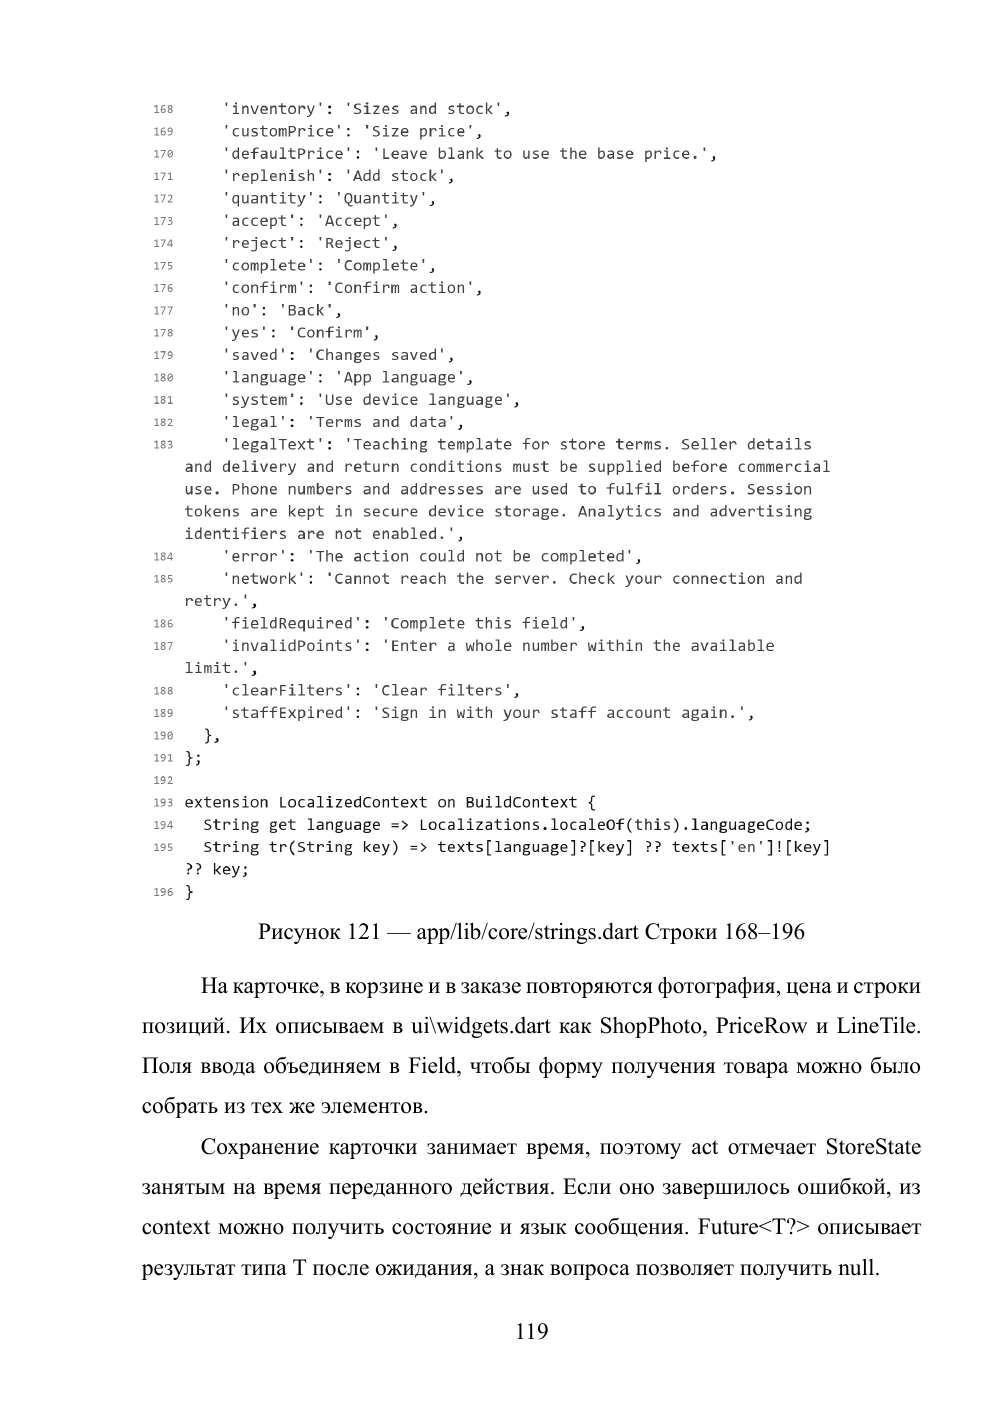 168 'inventory': 'Sizes and stock',
169 'customPrice': 'Size price',
170 'defaultPrice': 'Leave blank to use the base price.',
171 'replenish': 'Add stock',
172 'quantity': 'Quantity',
173 'accept': 'Accept',
174 'reject': 'Reject',
175 'complete': 'Complete',
176 'confirm': 'Confirm action',
177 'no': 'Back',
178 'yes': 'Confirm',
179 'saved': 'Changes saved',
180 'language': 'App language',
181 'system': 'Use device language',
182 'legal': 'Terms and data',
183 'legalText': 'Teaching template for store terms. Seller details
and delivery and return conditions must be supplied before commercial
use. Phone numbers and addresses are used to fulfil orders. Session
tokens are kept in secure device storage. Analytics and advertising
identifiers are not enabled.',
184 'error': 'The action could not be completed',
185 'network': 'Cannot reach the server. Check your connection and
retry.',
186 'fieldRequired': 'Complete this field',
187 'invalidPoints': 'Enter a whole number within the available
limit.',
188 'clearFilters': 'Clear filters',
189 'staffExpired': 'Sign in with your staff account again.',
190 },
191 };
192
193 extension LocalizedContext on BuildContext {
194 String get language => Localizations.localeOf(this).languageCode;
195 String tr(String key) => texts[language]?[key] ?? texts['en']![key]
?? key;
196 }
Рисунок 121 — app/lib/core/strings.dart Строки 168–196
На карточке, в корзине и в заказе повторяются фотография, цена и строки
позиций. Их описываем в ui\widgets.dart как ShopPhoto, PriceRow и LineTile.
Поля ввода объединяем в Field, чтобы форму получения товара можно было
собрать из тех же элементов.
Сохранение карточки занимает время, поэтому act отмечает StoreState
занятым на время переданного действия. Если оно завершилось ошибкой, из
context можно получить состояние и язык сообщения. Future<T?> описывает
результат типа T после ожидания, а знак вопроса позволяет получить null.
119